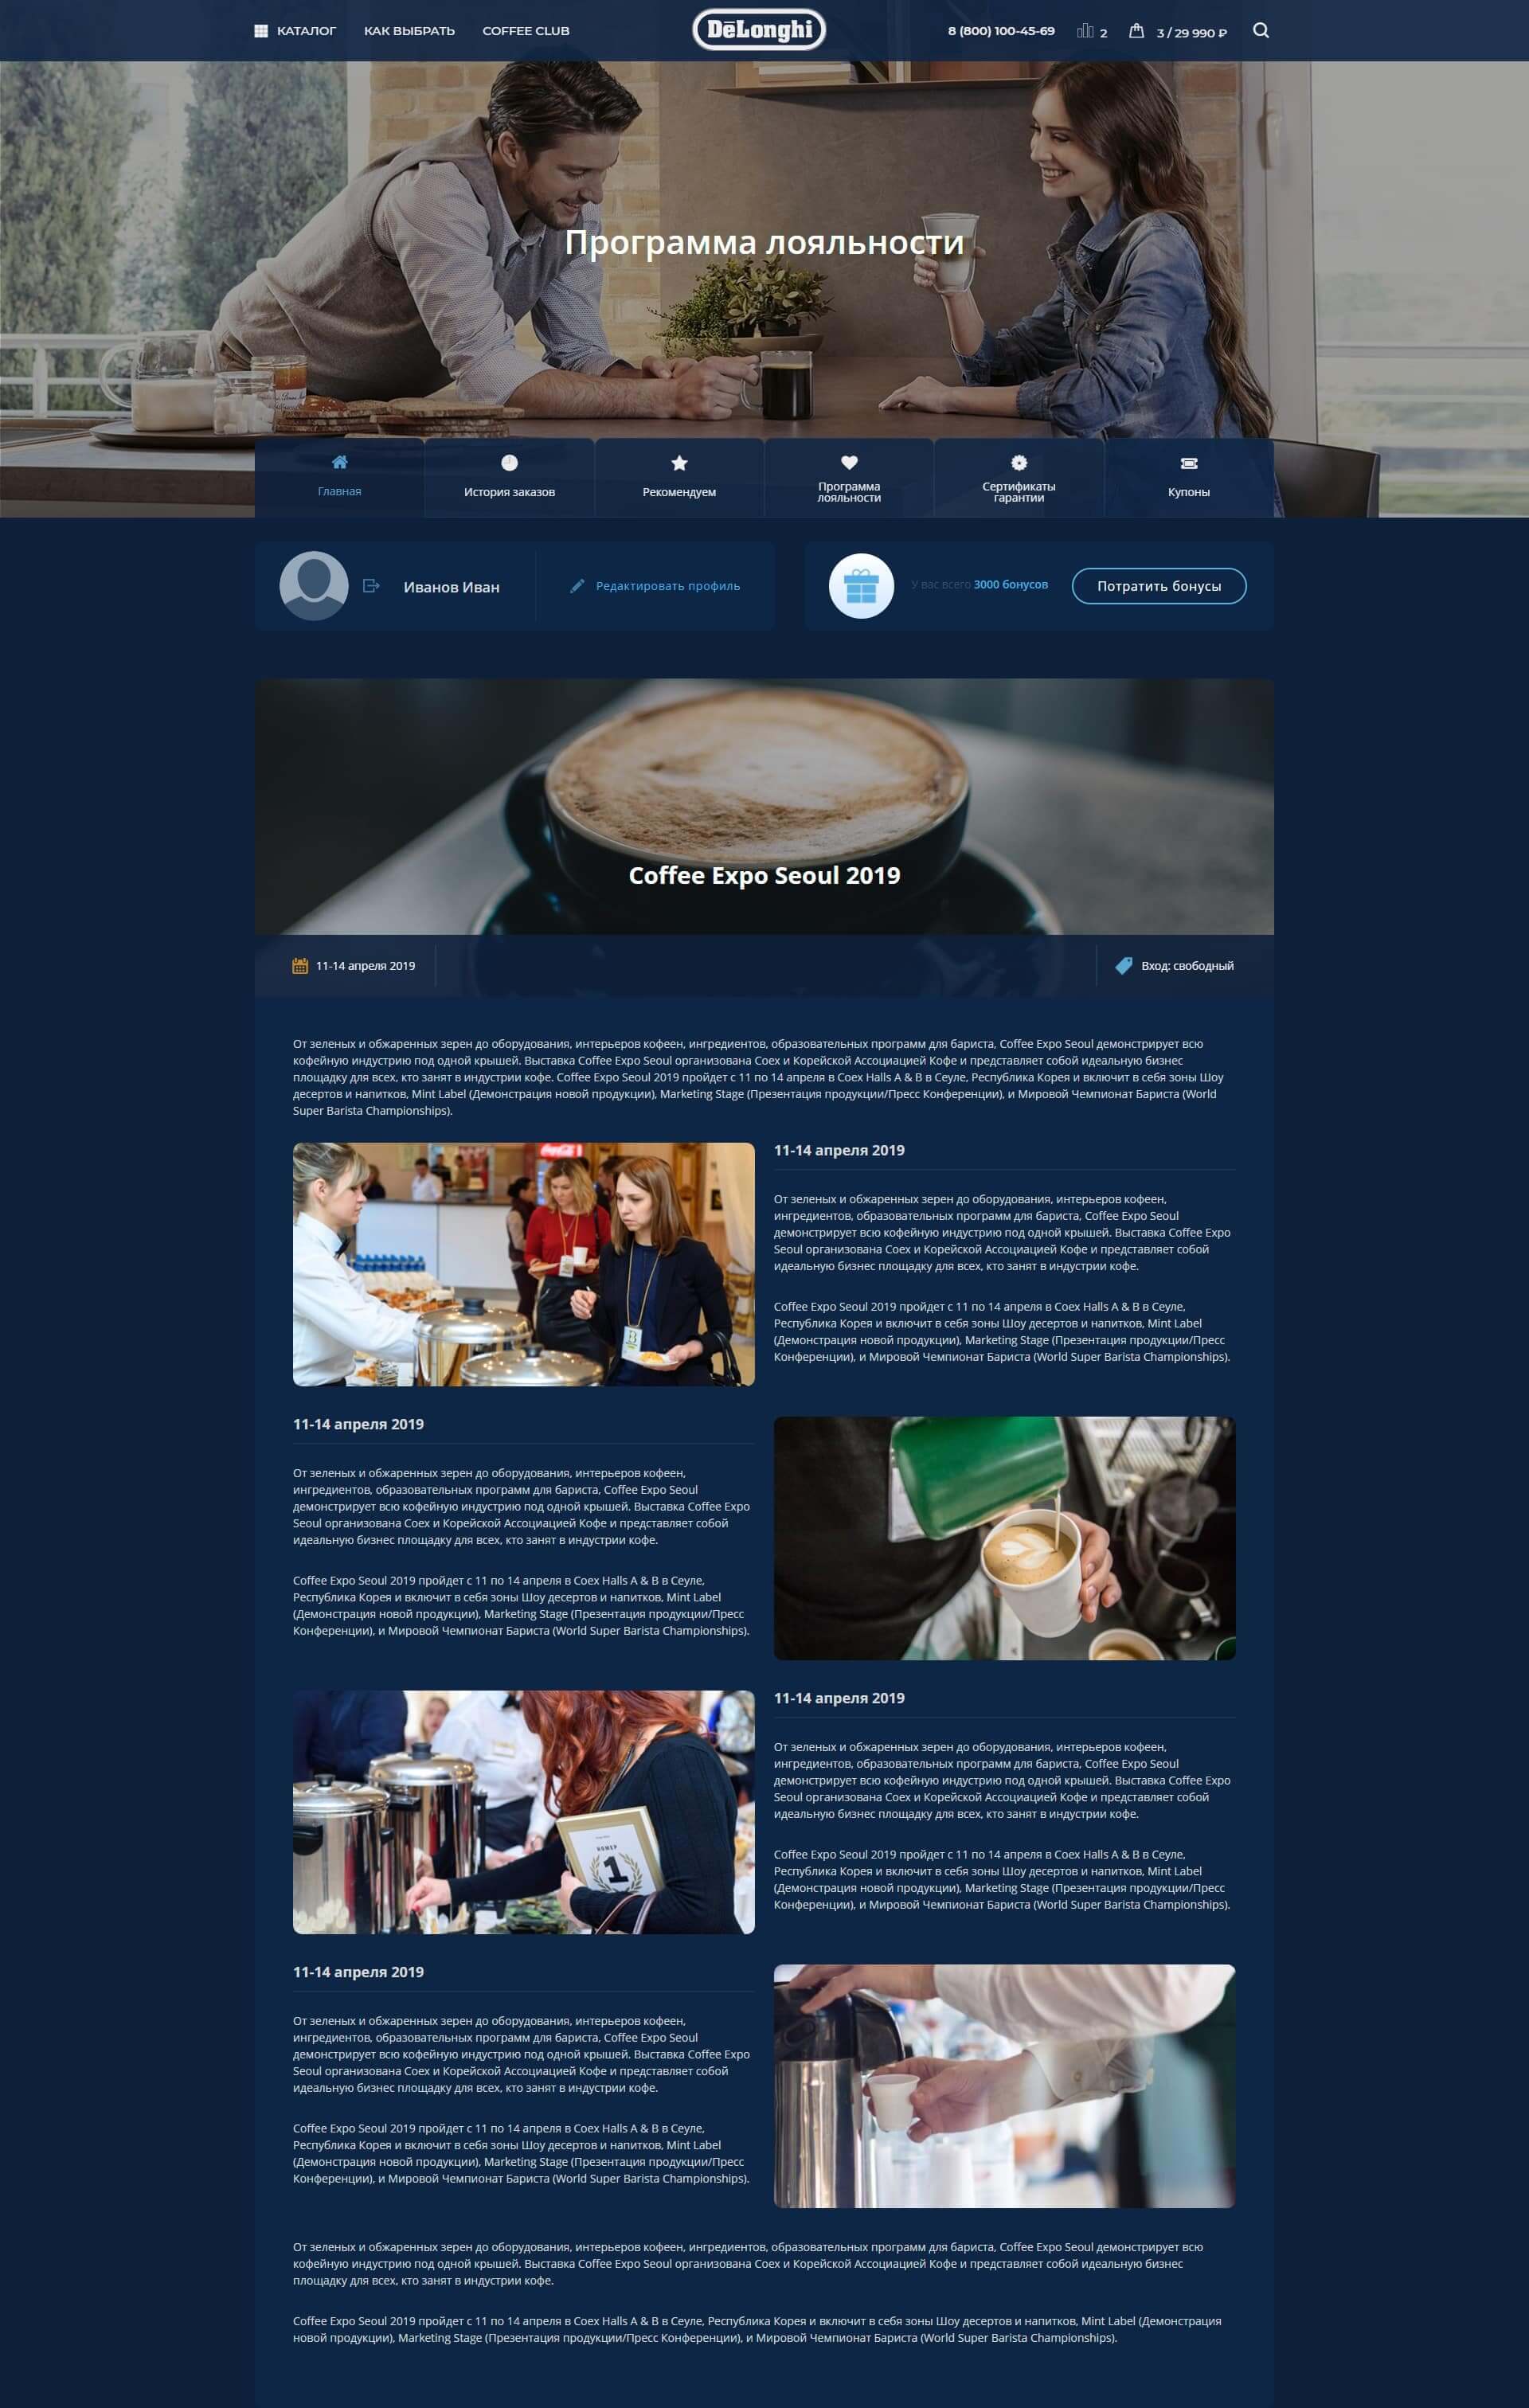 КАТАЛОГ
КАК ВЫБРАТЬ
COFFEE CLUB
DeLonghi
8 (800) 100-45-69
2
3 / 29 990 ₽
Программа лояльности
Главная
История заказов
Рекомендуем
Программа
лояльности
Сертификаты
гарантии
Купоны
Иванов Иван
Редактировать профиль
У вас всего 3000 бонусов
Потратить бонусы
Coffee Expo Seoul 2019
11-14 апреля 2019
Вход: свободный
От зеленых и обжаренных зерен до оборудования, интерьеров кофеен, ингредиентов, образовательных программ для бариста, Coffee Expo Seoul демонстрирует всю
кофейную индустрию под одной крышей. Выставка Coffee Expo Seoul организована Coex и Корейской Ассоциацией Кофе и представляет собой идеальную бизнес
площадку для всех, кто занят в индустрии кофе. Coffee Expo Seoul 2019 пройдет с 11 по 14 апреля в Coex Halls A & B в Сеуле, Республика Корея и включит в себя зоны Шоу
десертов и напитков, Mint Label (Демонстрация новой продукции), Marketing Stage (Презентация продукции/Пресс Конференции), и Мировой Чемпионат Бариста (World
Super Barista Championships).
11-14 апреля 2019
От зеленых и обжаренных зерен до оборудования, интерьеров кофеен,
ингредиентов, образовательных программ для бариста, Coffee Expo Seoul
демонстрирует всю кофейную индустрию под одной крышей. Выставка Coffee Expo
Seoul организована Coex и Корейской Ассоциацией Кофе и представляет собой
идеальную бизнес площадку для всех, кто занят в индустрии кофе.
Coffee Expo Seoul 2019 пройдет с 11 по 14 апреля в Coex Halls A & B в Сеуле,
Республика Корея и включит в себя зоны Шоу десертов и напитков, Mint Label
(Демонстрация новой продукции), Marketing Stage (Презентация продукции/Пресс
Конференции), и Мировой Чемпионат Бариста (World Super Barista Championships).
11-14 апреля 2019
От зеленых и обжаренных зерен до оборудования, интерьеров кофеен,
ингредиентов, образовательных программ для бариста, Coffee Expo Seoul
демонстрирует всю кофейную индустрию под одной крышей. Выставка Coffee Expo
Seoul организована Coex и Корейской Ассоциацией Кофе и представляет собой
идеальную бизнес площадку для всех, кто занят в индустрии кофе.
Coffee Expo Seoul 2019 пройдет с 11 по 14 апреля в Coex Halls A & B в Сеуле,
Республика Корея и включит в себя зоны Шоу десертов и напитков, Mint Label
(Демонстрация новой продукции), Marketing Stage (Презентация продукции/Пресс
Конференции), и Мировой Чемпионат Бариста (World Super Barista Championships).
НОМЕР
1
11-14 апреля 2019
От зеленых и обжаренных зерен до оборудования, интерьеров кофеен,
ингредиентов, образовательных программ для бариста, Coffee Expo Seoul
демонстрирует всю кофейную индустрию под одной крышей. Выставка Coffee Expo
Seoul организована Coex и Корейской Ассоциацией Кофе и представляет собой
идеальную бизнес площадку для всех, кто занят в индустрии кофе.
Coffee Expo Seoul 2019 пройдет с 11 по 14 апреля в Coex Halls A & B в Сеуле,
Республика Корея и включит в себя зоны Шоу десертов и напитков, Mint Label
(Демонстрация новой продукции), Marketing Stage (Презентация продукции/Пресс
Конференции), и Мировой Чемпионат Бариста (World Super Barista Championships).
11-14 апреля 2019
От зеленых и обжаренных зерен до оборудования, интерьеров кофеен,
ингредиентов, образовательных программ для бариста, Coffee Expo Seoul
демонстрирует всю кофейную индустрию под одной крышей. Выставка Coffee Expo
Seoul организована Coex и Корейской Ассоциацией Кофе и представляет собой
идеальную бизнес площадку для всех, кто занят в индустрии кофе.
Coffee Expo Seoul 2019 пройдет с 11 по 14 апреля в Coex Halls A & B в Сеуле,
Республика Корея и включит в себя зоны Шоу десертов и напитков, Mint Label
(Демонстрация новой продукции), Marketing Stage (Презентация продукции/Пресс
Конференции), и Мировой Чемпионат Бариста (World Super Barista Championships).
От зеленых и обжаренных зерен до оборудования, интерьеров кофеен, ингредиентов, образовательных программ для бариста, Coffee Expo Seoul демонстрирует всю
кофейную индустрию под одной крышей. Выставка Coffee Expo Seoul организована Coex и Корейской Ассоциацией Кофе и представляет собой идеальную бизнес
площадку для всех, кто занят в индустрии кофе.
Coffee Expo Seoul 2019 пройдет с 11 по 14 апреля в Coex Halls A & B в Сеуле, Республика Корея и включит в себя зоны Шоу десертов и напитков, Mint Label (Демонстрация
новой продукции), Marketing Stage (Презентация продукции/Пресс Конференции), и Мировой Чемпионат Бариста (World Super Barista Championships).